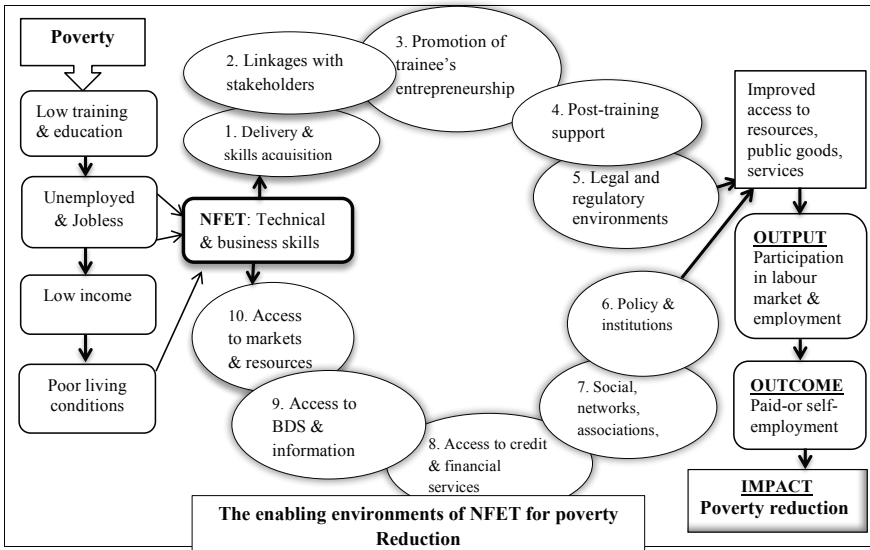 Poverty
Low training
& education
Unemployed
& Jobless
Low income
Poor living
conditions
NFET: Technical
& business skills
1. Delivery &
skills acquisition
2. Linkages with
stakeholders
3. Promotion of
trainee's
entrepreneurship
4. Post-training
support
5. Legal and
regulatory
environments
6. Policy &
institutions
7. Social,
networks,
associations,
8. Access to credit
& financial
services
9. Access to
BDS &
information
10. Access
to markets
& resources
Improved
access to
resources,
public goods,
services
OUTPUT
Participation
in labour
market &
employment
OUTCOME
Paid-or self-
employment
IMPACT
Poverty reduction
The enabling environments of NFET for poverty
Reduction